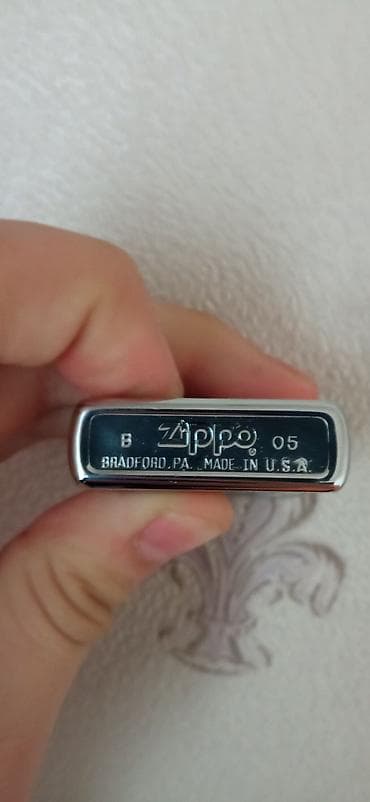 B Zippo® 05
BRADFORD, PA. MADE IN U.S.A.